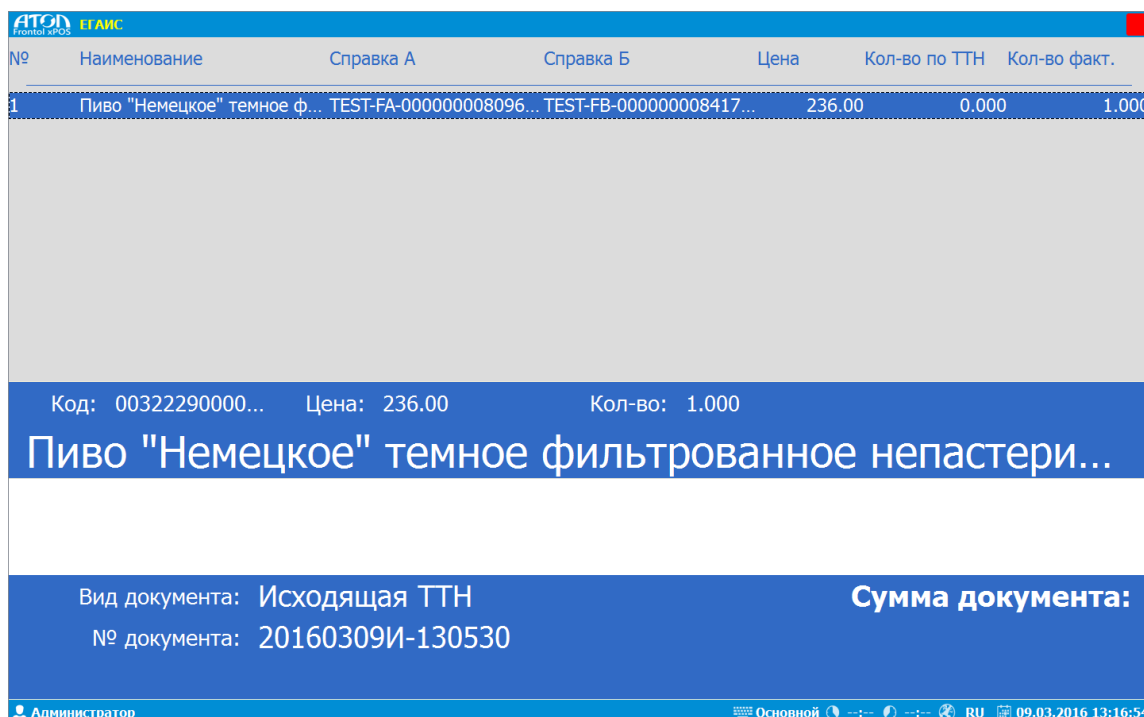 ATOL ЕГАИС
Frontol xPOS
№ Наименование Справка А Справка Б Цена Кол-во по ТТН Кол-во факт.
1 Пиво "Немецкое" темное ф... TEST-FA-000000008096... TEST-FB-000000008417... 236.00 0.000 1.000
Код: 00322290000... Цена: 236.00 Кол-во: 1.000
Пиво "Немецкое" темное фильтрованное непастери...
Вид документа: Исходящая ТТН Сумма документа:
№ документа: 20160309И-130530
Администратор Основной --:-- --:-- RU 09.03.2016 13:16:54